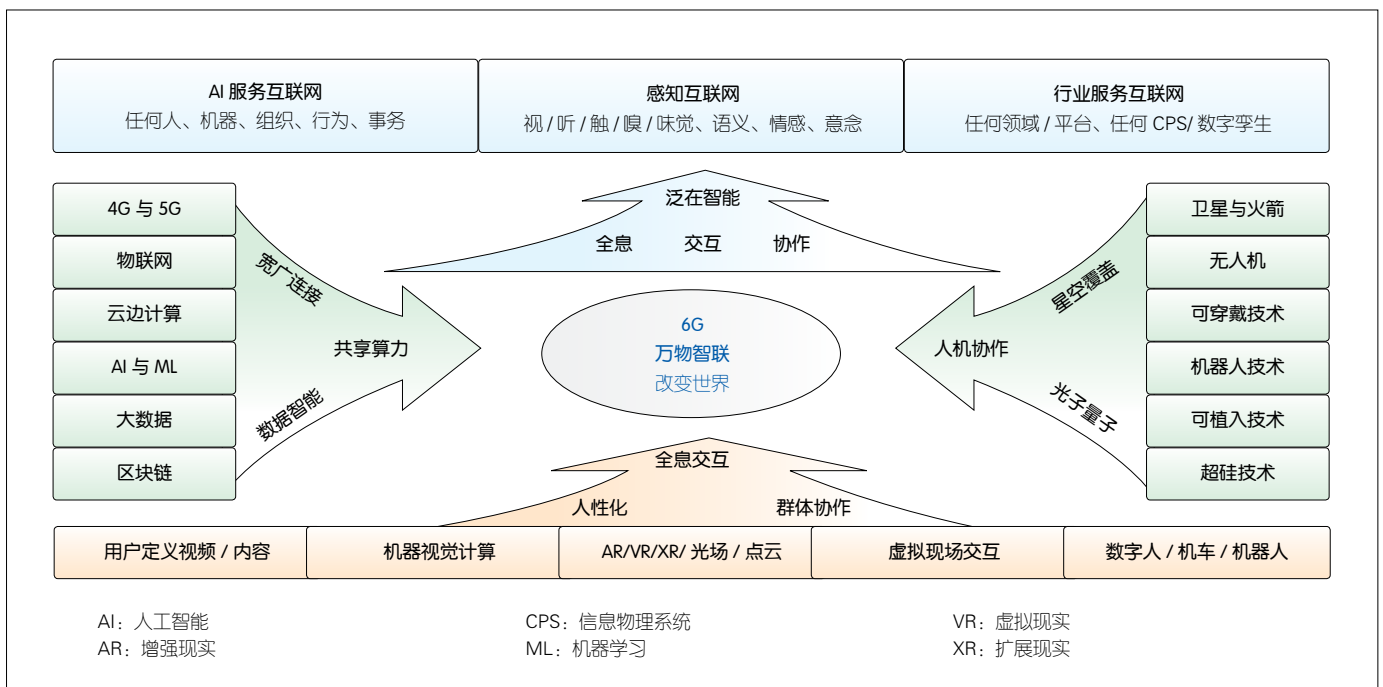 AI 服务互联网
任何人、机器、组织、行为、事务
感知互联网
视 / 听 / 触 / 嗅 / 味觉、语义、情感、意念
行业服务互联网
任何领域 / 平台、任何 CPS/ 数字孪生
泛在智能
全息 交互 协作
4G 与 5G
物联网
云边计算
AI 与 ML
大数据
区块链
宽广连接
共享算力
数据智能
6G
万物智联
改变世界
星空覆盖
人机协作
光子量子
卫星与火箭
无人机
可穿戴技术
机器人技术
可植入技术
超硅技术
全息交互
人性化 群体协作
用户定义视频 / 内容
机器视觉计算
AR/VR/XR/ 光场 / 点云
虚拟现场交互
数字人 / 机车 / 机器人
AI：人工智能
AR：增强现实
CPS：信息物理系统
ML：机器学习
VR：虚拟现实
XR：扩展现实